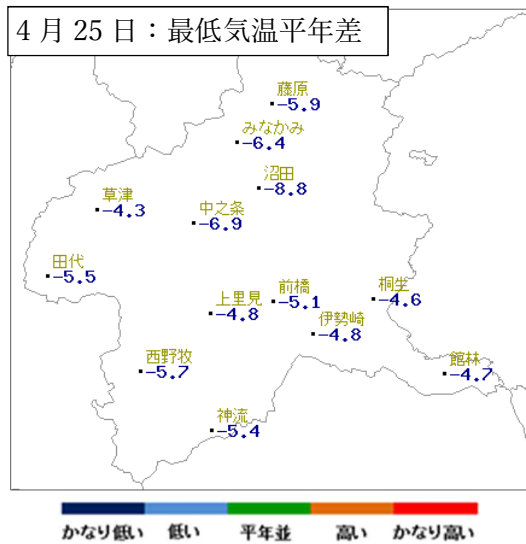 4月25日：最低気温平年差
藤原
-5.9
みなかみ
-6.4
沼田
-8.8
草津
-4.3
中之条
-6.9
田代
-5.5
上里見
-4.8
前橋
-5.1
桐生
-4.6
伊勢崎
-4.8
西野牧
-5.7
館林
-4.7
神流
-5.4
かなり低い 低い 平年並 高い かなり高い